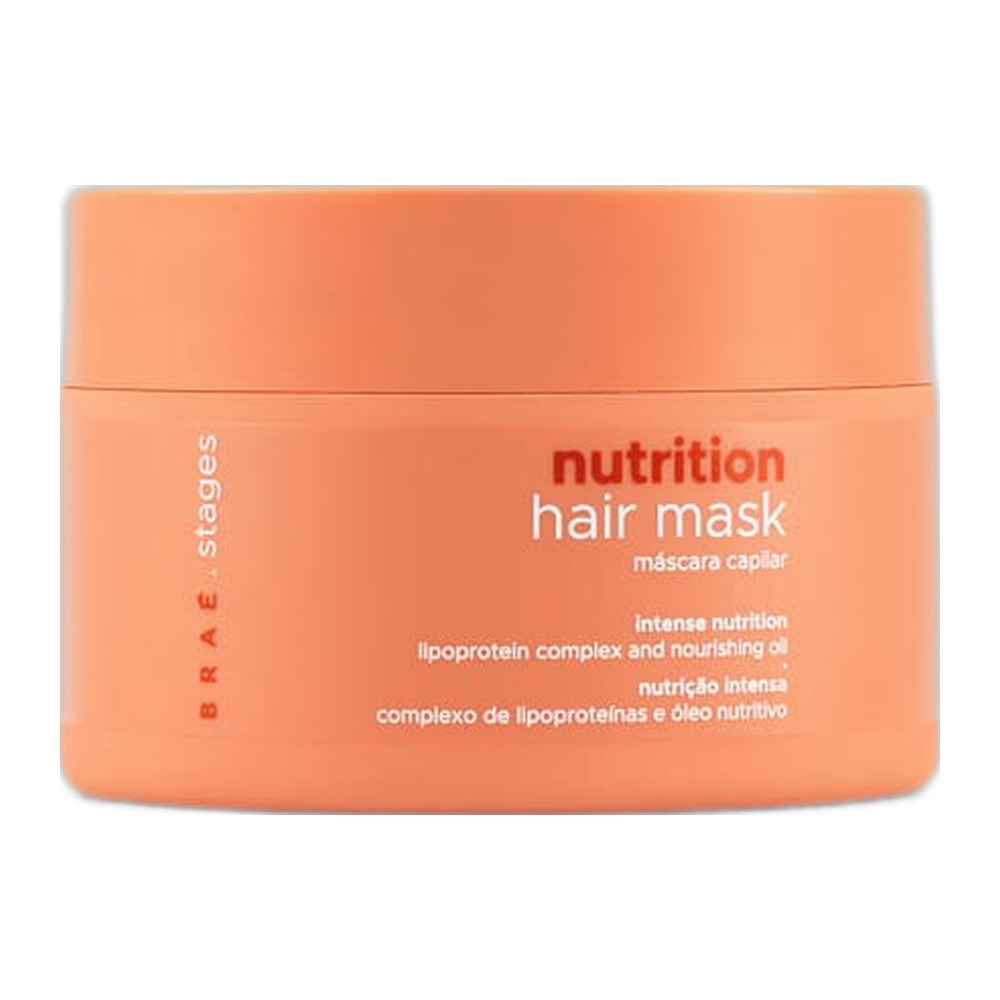 BRAÉ . stages
nutrition
hair mask
máscara capilar
intense nutrition
lipoprotein complex and nourishing oil
.
nutrição intensa
complexo de lipoproteínas e óleo nutritivo